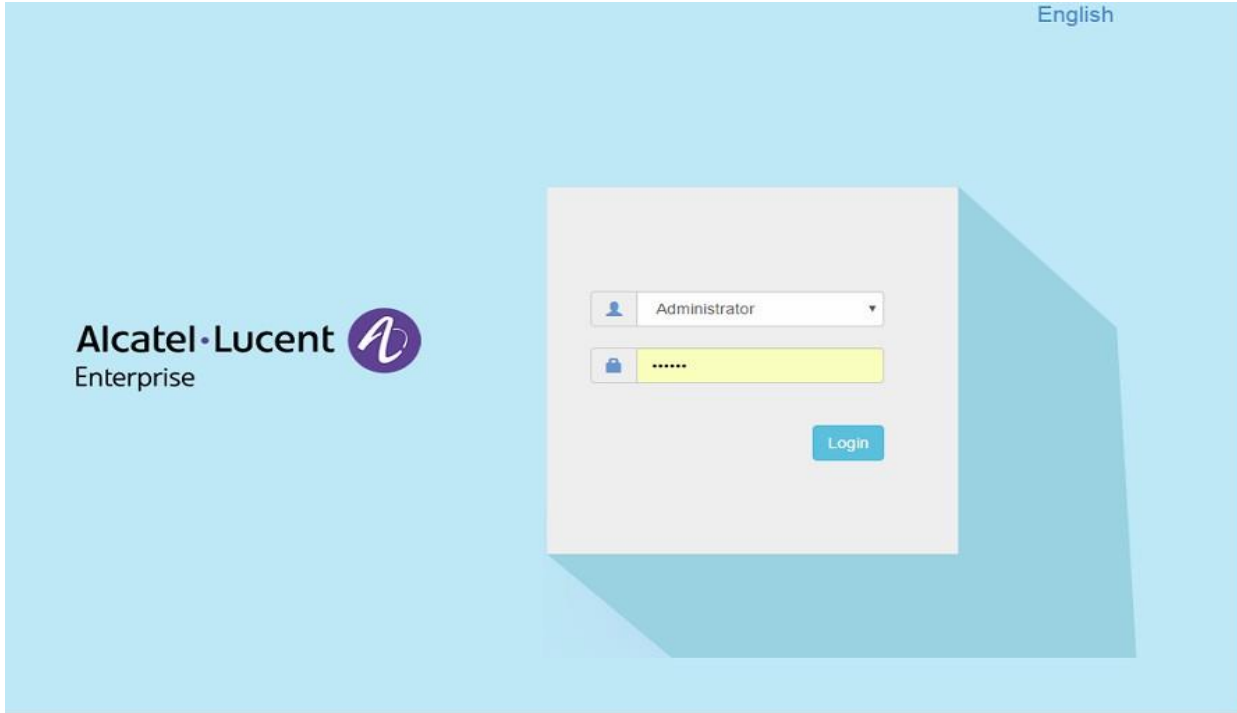 English
Alcatel·Lucent
Enterprise
Administrator
••••••
Login